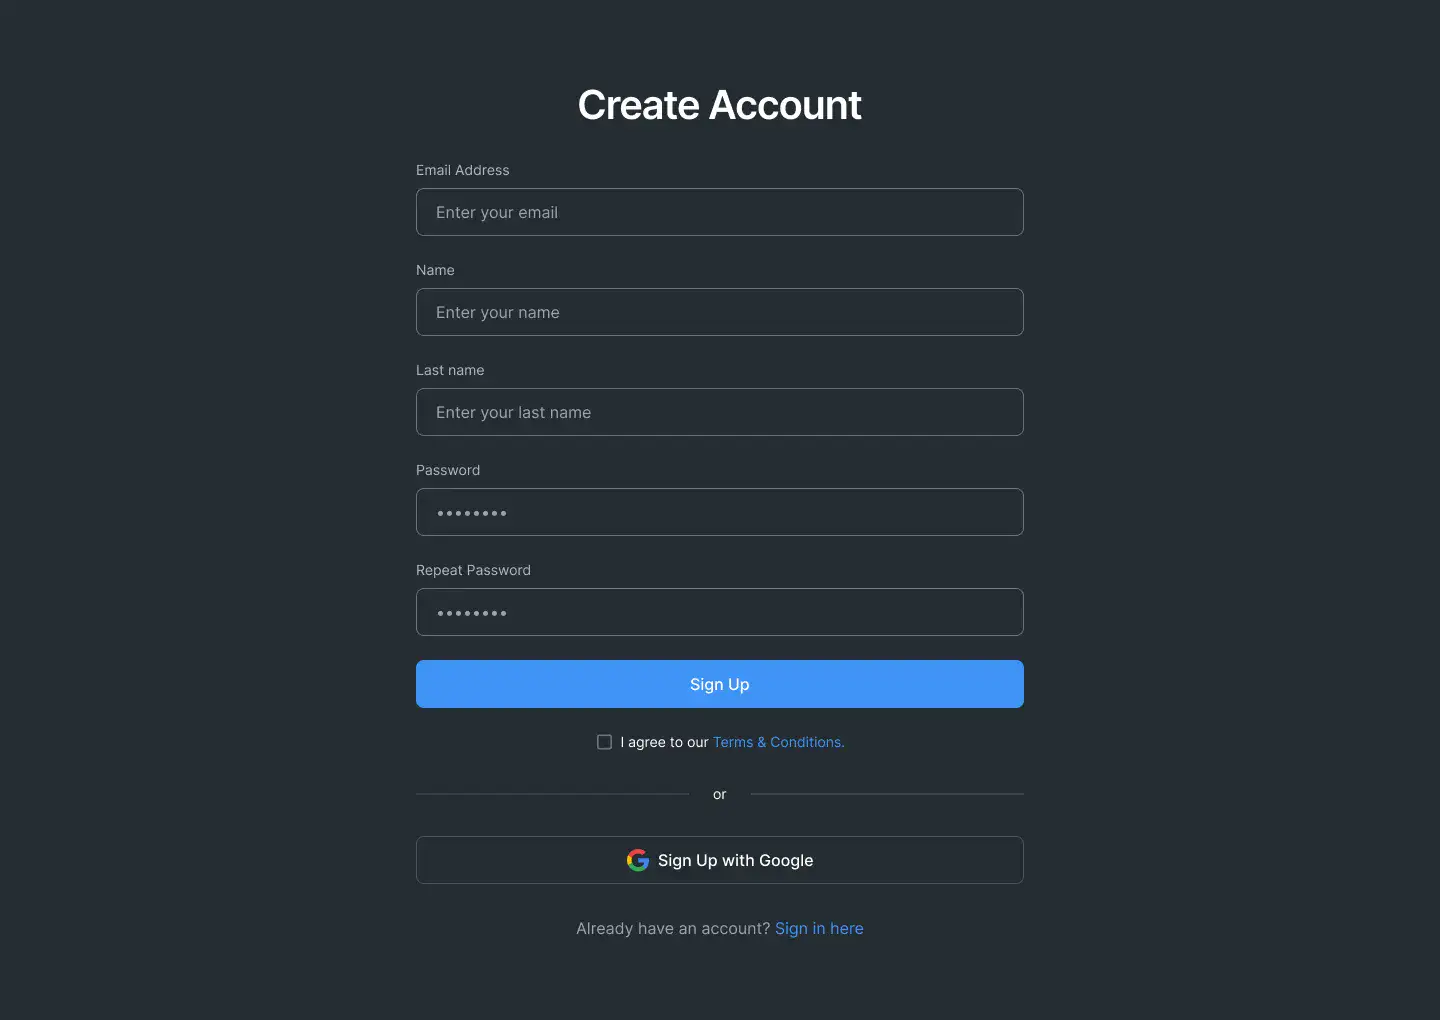 Create Account
Email Address
Enter your email
Name
Enter your name
Last name
Enter your last name
Password
••••••••
Repeat Password
••••••••
Sign Up
I agree to our Terms & Conditions.
or
Sign Up with Google
Already have an account? Sign in here